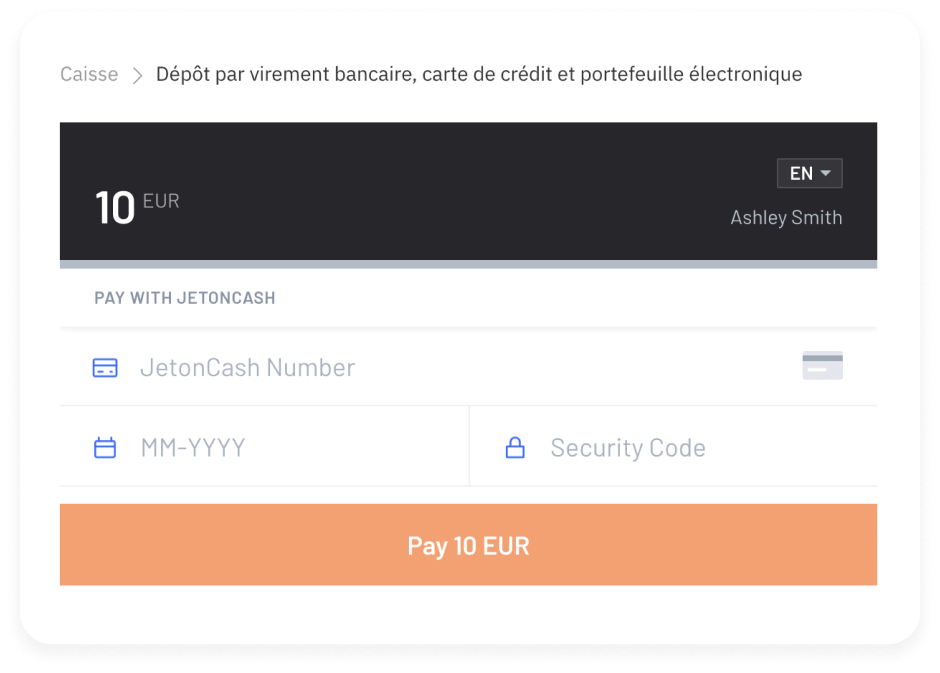 Caisse > Dépôt par virement bancaire, carte de crédit et portefeuille électronique
EN
10 EUR
Ashley Smith
PAY WITH JETONCASH
JetonCash Number
MM-YYYY
Security Code
Pay 10 EUR